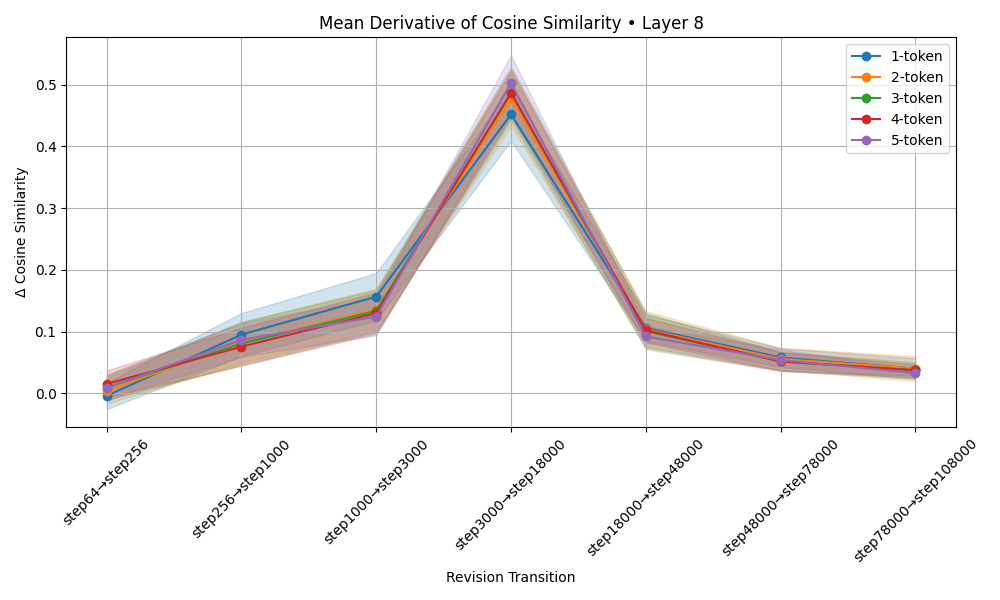 Mean Derivative of Cosine Similarity • Layer 8
1-token
2-token
3-token
4-token
5-token
Δ Cosine Similarity
0.5
0.4
0.3
0.2
0.1
0.0
step64→step256
step256→step1000
step1000→step3000
step3000→step18000
step18000→step48000
step48000→step78000
step78000→step108000
Revision Transition